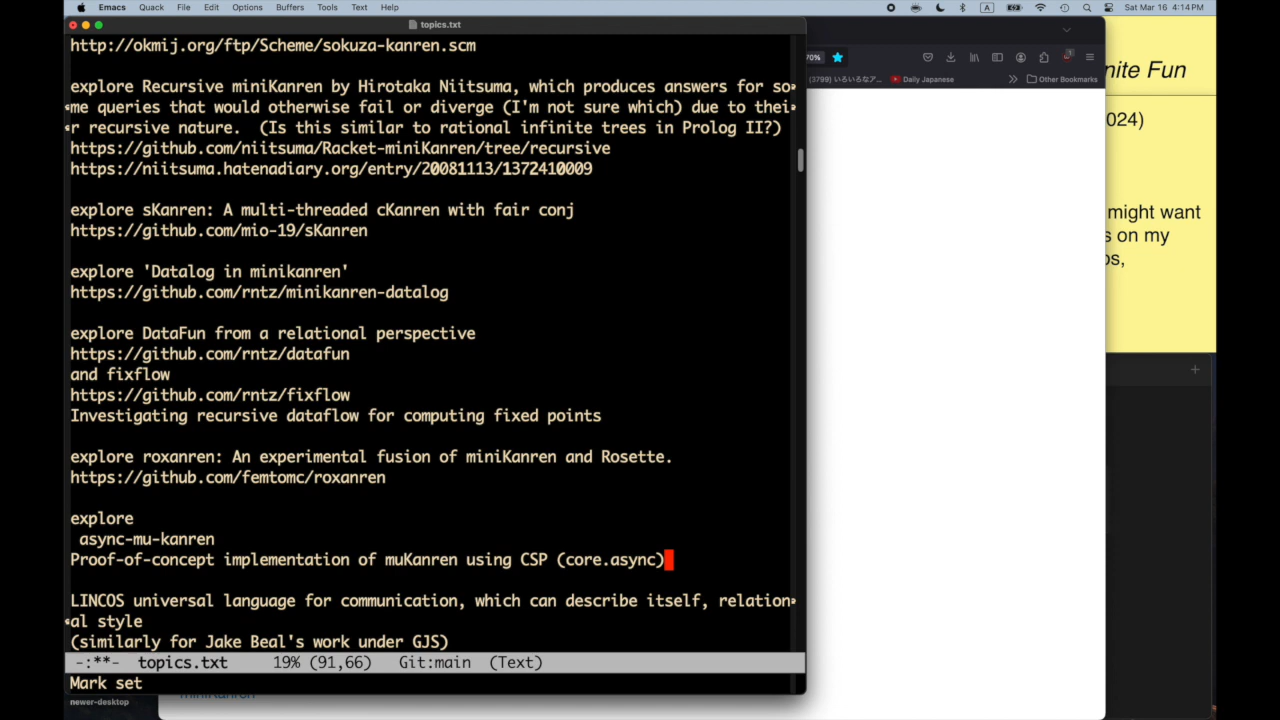 Emacs Quack File Edit Options Buffers Tools Text Help
A
Sat Mar 16 4:14 PM
topics.txt
http://okmij.org/ftp/Scheme/sokuza-kanren.scm
explore Recursive miniKanren by Hirotaka Niitsuma, which produces answers for so
me queries that would otherwise fail or diverge (I'm not sure which) due to thei
r recursive nature.  (Is this similar to rational infinite trees in Prolog II?)
https://github.com/niitsuma/Racket-miniKanren/tree/recursive
https://niitsuma.hatenadiary.org/entry/20081113/1372410009
explore sKanren: A multi-threaded cKanren with fair conj
https://github.com/mio-19/sKanren
explore 'Datalog in minikanren'
https://github.com/rntz/minikanren-datalog
explore DataFun from a relational perspective
https://github.com/rntz/datafun
and fixflow
https://github.com/rntz/fixflow
Investigating recursive dataflow for computing fixed points
explore roxanren: An experimental fusion of miniKanren and Rosette.
https://github.com/femtomc/roxanren
explore
async-mu-kanren
Proof-of-concept implementation of muKanren using CSP (core.async)
LINCOS universal language for communication, which can describe itself, relation
al style
(similarly for Jake Beal's work under GJS)
-:**-  topics.txt     19% (91,66)   Git:main  (Text)
Mark set
newer-desktop
70%
(3799) いろいろなア...
Daily Japanese
Other Bookmarks
nite Fun
024)
might want
s on my
os,